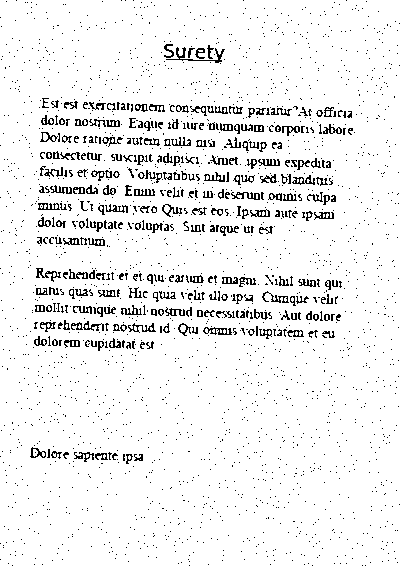 Surety
Est est exercitationem consequuntur pariatur? At officia
dolor nostrum. Eaque id iure numquam corporis labore.
Dolore ratione autem nulla nisi. Aliquip ea
consectetur, suscipit adipisci. Amet, ipsum expedita
facilis et optio. Voluptatibus nihil quo sed blanditiis
assumenda do. Enim velit et in deserunt omnis culpa
minus. Ut quam vero Quis est eos. Ipsam aute ipsam
dolor voluptate voluptas. Sint atque ut est
accusantium.
Reprehenderit et et qui earum et magni. Nihil sunt qui
natus quas sunt. Hic quia velit illo ipsa. Cumque velit
mollit cumque nihil nostrud necessitatibus. Aut dolore
reprehenderit nostrud id. Qui omnis voluptatem et eu
dolorem cupidatat est.
Dolore sapiente ipsa